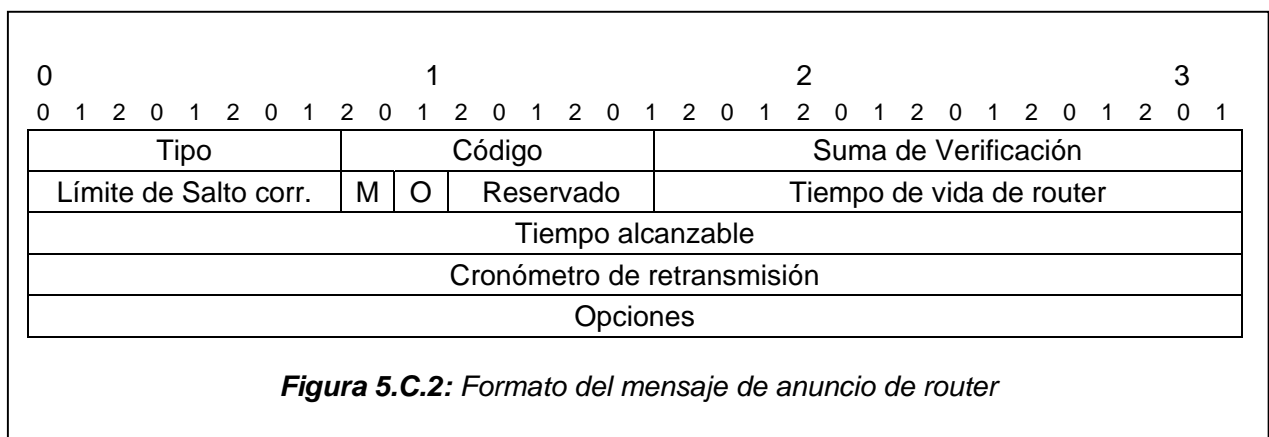 0 1 2 3
0 1 2 0 1 2 0 1 2 0 1 2 0 1 2 0 1 2 0 1 2 0 1 2 0 1 2 0 1 2 0 1
Tipo Código Suma de Verificación
Límite de Salto corr. M O Reservado Tiempo de vida de router
Tiempo alcanzable
Cronómetro de retransmisión
Opciones
Figura 5.C.2: Formato del mensaje de anuncio de router